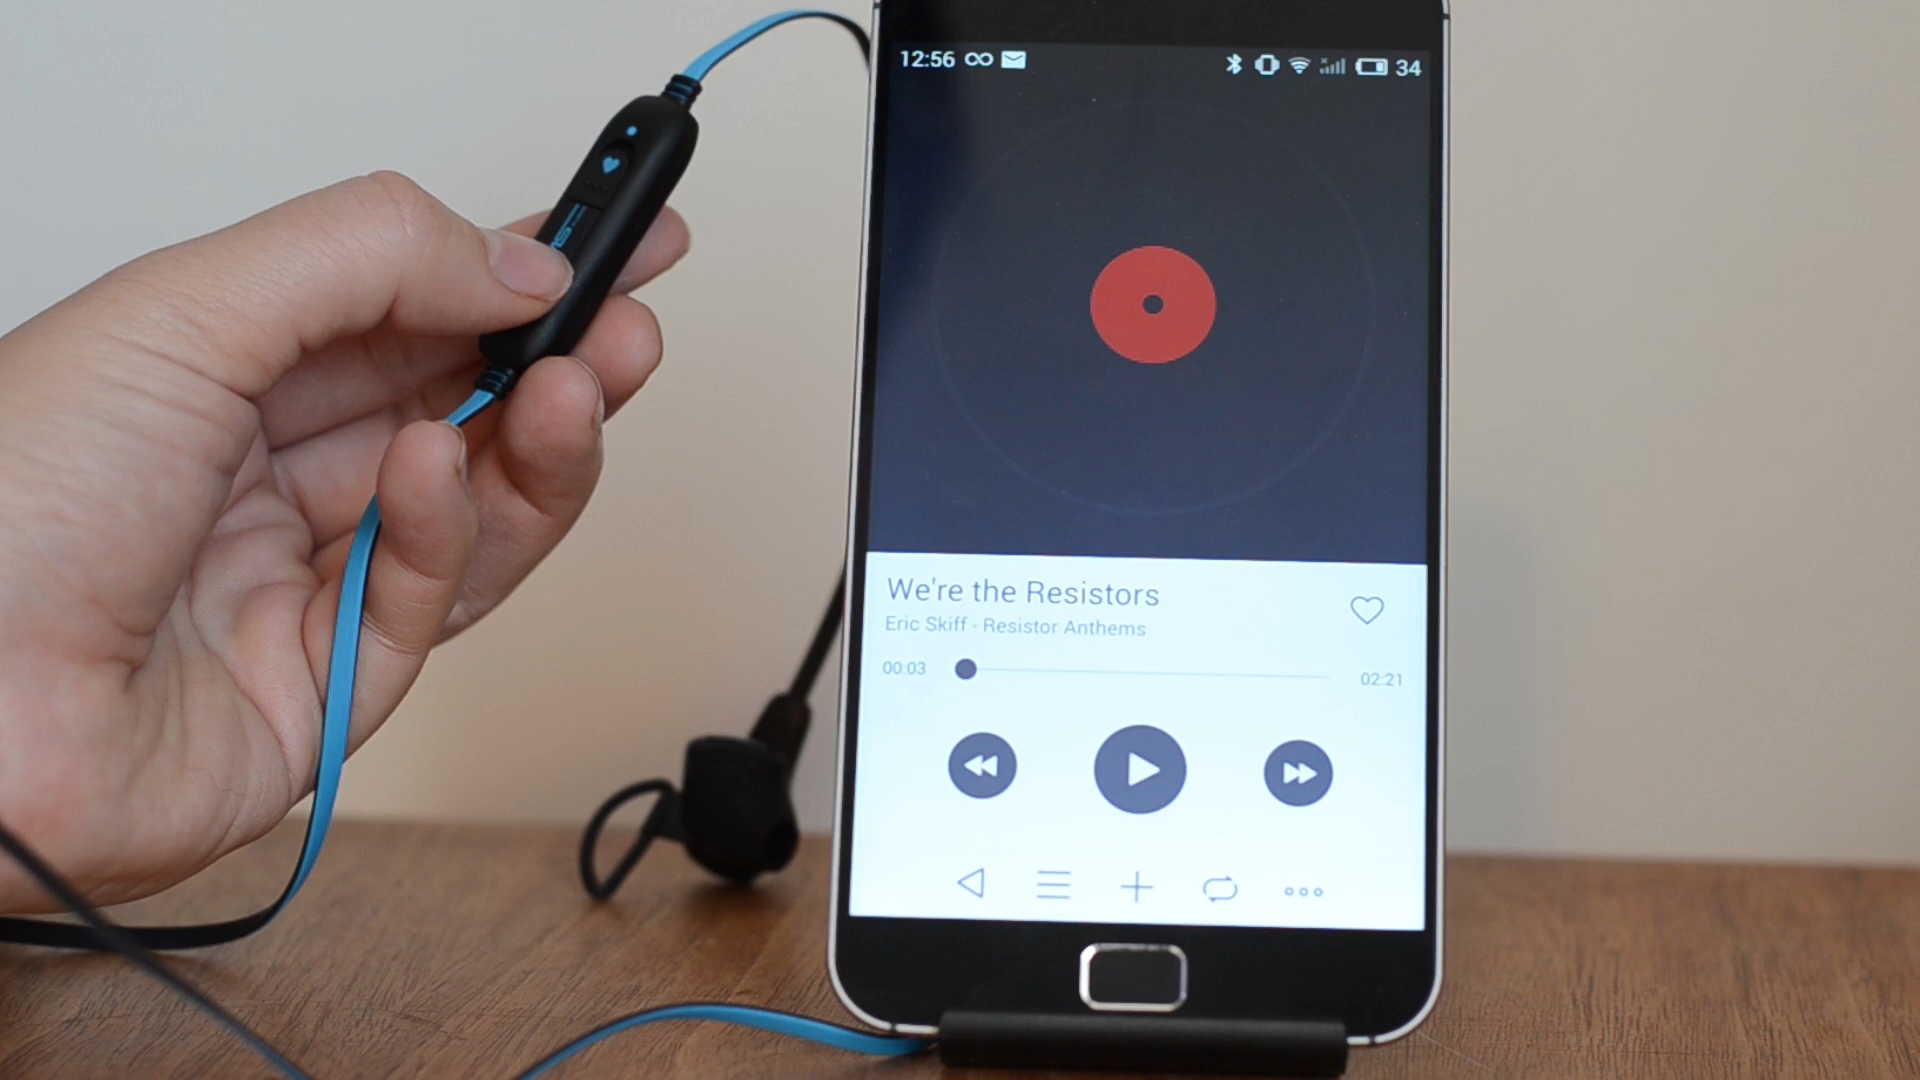 12:56
34
We're the Resistors
Eric Skiff - Resistor Anthems
00:03
02:21